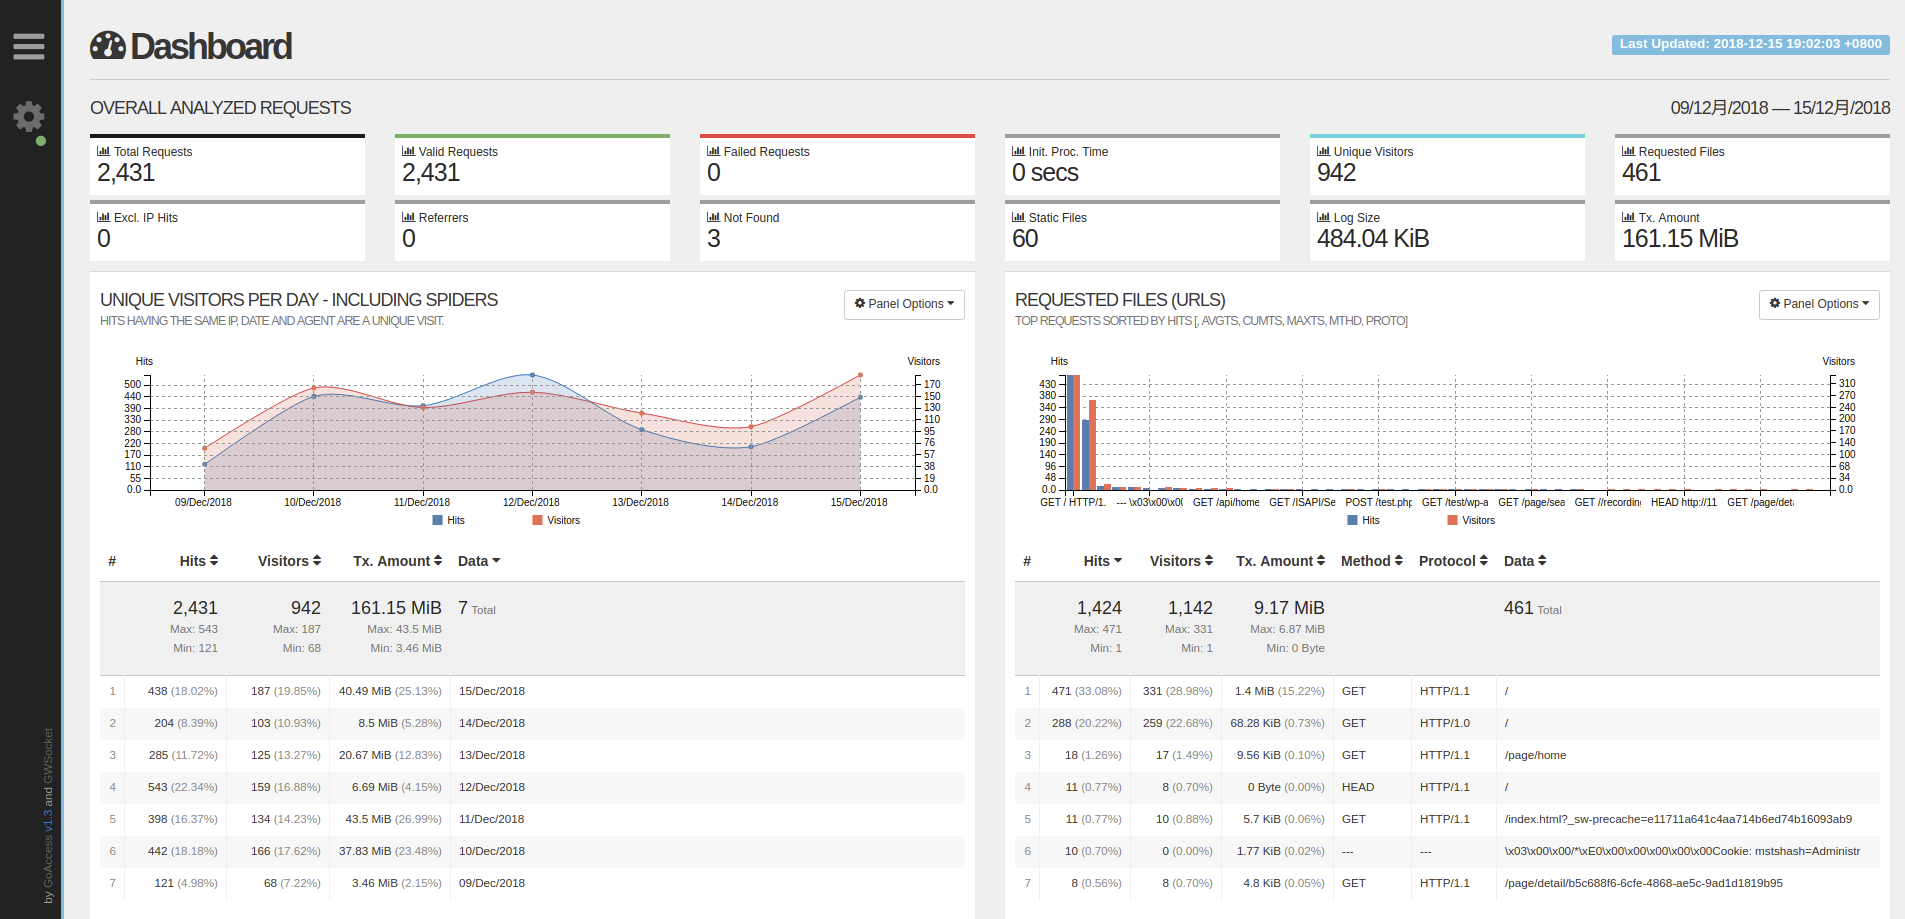 Dashboard
Last Updated: 2018-12-15 19:02:03 +0800
OVERALL ANALYZED REQUESTS
09/12月/2018 — 15/12月/2018
Total Requests
2,431
Valid Requests
2,431
Failed Requests
0
Init. Proc. Time
0 secs
Unique Visitors
942
Requested Files
461
Excl. IP Hits
0
Referrers
0
Not Found
3
Static Files
60
Log Size
484.04 KiB
Tx. Amount
161.15 MiB
UNIQUE VISITORS PER DAY - INCLUDING SPIDERS
HITS HAVING THE SAME IP, DATE AND AGENT ARE A UNIQUE VISIT.
Panel Options
Hits
Visitors
500
440
390
330
280
220
170
110
55
0.0
170
150
130
110
95
76
57
38
19
0.0
09/Dec/2018 10/Dec/2018 11/Dec/2018 12/Dec/2018 13/Dec/2018 14/Dec/2018 15/Dec/2018
Hits Visitors
# Hits Visitors Tx. Amount Data
2,431 942 161.15 MiB 7 Total
Max: 543 Max: 187 Max: 43.5 MiB
Min: 121 Min: 68 Min: 3.46 MiB
1 438 (18.02%) 187 (19.85%) 40.49 MiB (25.13%) 15/Dec/2018
2 204 (8.39%) 103 (10.93%) 8.5 MiB (5.28%) 14/Dec/2018
3 285 (11.72%) 125 (13.27%) 20.67 MiB (12.83%) 13/Dec/2018
4 543 (22.34%) 159 (16.88%) 6.69 MiB (4.15%) 12/Dec/2018
5 398 (16.37%) 134 (14.23%) 43.5 MiB (26.99%) 11/Dec/2018
6 442 (18.18%) 166 (17.62%) 37.83 MiB (23.48%) 10/Dec/2018
7 121 (4.98%) 68 (7.22%) 3.46 MiB (2.15%) 09/Dec/2018
REQUESTED FILES (URLS)
TOP REQUESTS SORTED BY HITS [, AVGTS, CUMTS, MAXTS, MTHD, PROTO]
Panel Options
Hits
Visitors
430
380
340
290
240
190
140
96
48
0.0
310
270
240
200
170
140
100
68
34
0.0
GET / HTTP/1. --- \x03\x00\x0( GET /api/home GET /ISAPI/Se POST /test.php GET /test/wp-a GET /page/sea GET //recording HEAD http://11 GET /page/deta
Hits Visitors
# Hits Visitors Tx. Amount Method Protocol Data
1,424 1,142 9.17 MiB 461 Total
Max: 471 Max: 331 Max: 6.87 MiB
Min: 1 Min: 1 Min: 0 Byte
1 471 (33.08%) 331 (28.98%) 1.4 MiB (15.22%) GET HTTP/1.1 /
2 288 (20.22%) 259 (22.68%) 68.28 KiB (0.73%) GET HTTP/1.0 /
3 18 (1.26%) 17 (1.49%) 9.56 KiB (0.10%) GET HTTP/1.1 /page/home
4 11 (0.77%) 8 (0.70%) 0 Byte (0.00%) HEAD HTTP/1.1 /
5 11 (0.77%) 10 (0.88%) 5.7 KiB (0.06%) GET HTTP/1.1 /index.html?_sw-precache=e11711a641c4aa714b6ed74b16093ab9
6 10 (0.70%) 0 (0.00%) 1.77 KiB (0.02%) --- --- \x03\x00\x00/*\xE0\x00\x00\x00\x00\x00Cookie: mstshash=Administr
7 8 (0.56%) 8 (0.70%) 4.8 KiB (0.05%) GET HTTP/1.1 /page/detail/b5c688f6-6cfe-4868-ae5c-9ad1d1819b95
by GoAccess v1.3 and GWSocket